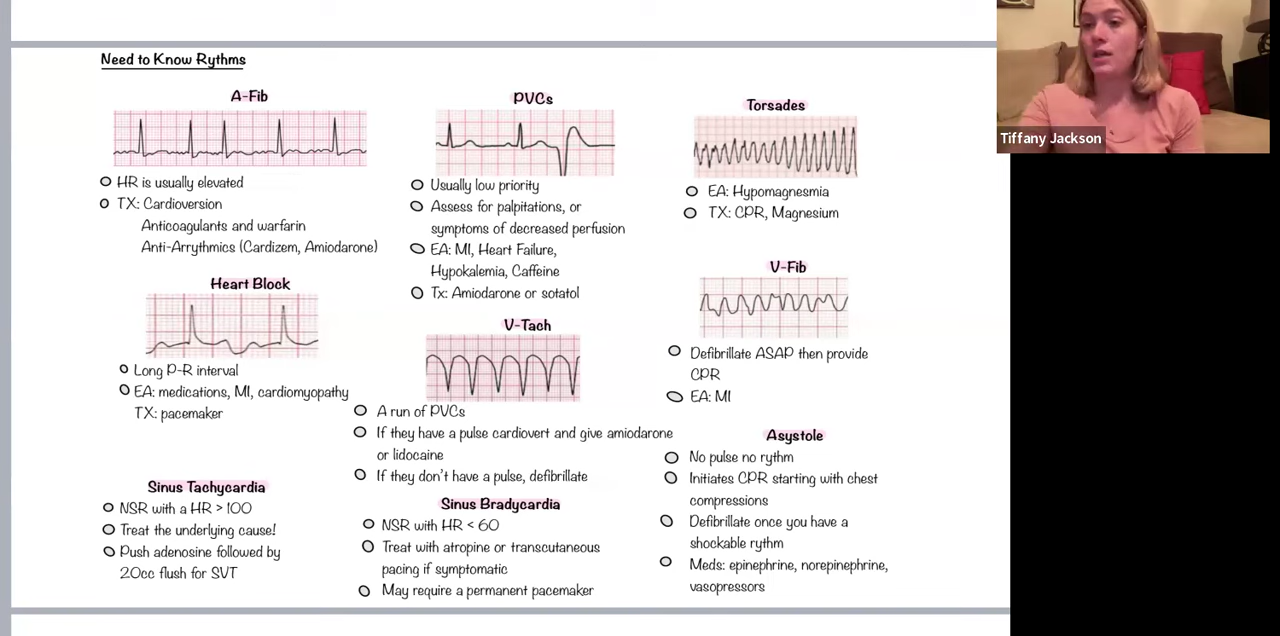 Need to Know Rythms
A-Fib
HR is usually elevated
TX: Cardioversion
Anticoagulants and warfarin
Anti-Arrythmics (Cardizem, Amiodarone)
Heart Block
Long P-R interval
EA: medications, MI, cardiomyopathy
TX: pacemaker
Sinus Tachycardia
NSR with a HR > 100
Treat the underlying cause!
Push adenosine followed by
20cc flush for SVT
PVCs
Usually low priority
Assess for palpitations, or
symptoms of decreased perfusion
EA: MI, Heart Failure,
Hypokalemia, Caffeine
Tx: Amiodarone or sotatol
V-Tach
A run of PVCs
If they have a pulse cardiovert and give amiodarone
or lidocaine
If they don't have a pulse, defibrillate
Sinus Bradycardia
NSR with HR < 60
Treat with atropine or transcutaneous
pacing if symptomatic
May require a permanent pacemaker
Torsades
EA: Hypomagnesmia
TX: CPR, Magnesium
V-Fib
Defibrillate ASAP then provide
CPR
EA: MI
Asystole
No pulse no rythm
Initiates CPR starting with chest
compressions
Defibrillate once you have a
shockable rythm
Meds: epinephrine, norepinephrine,
vasopressors
Tiffany Jackson